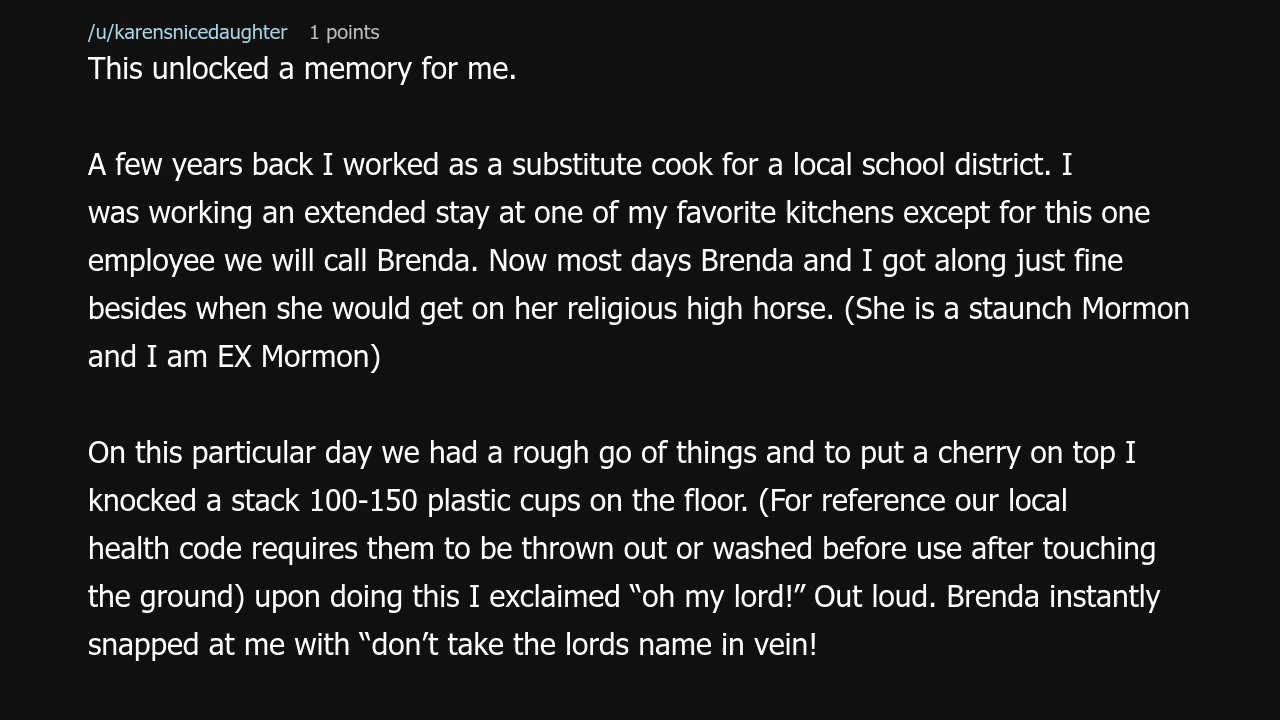 /u/karensnicedaughter 1 points
This unlocked a memory for me.
A few years back I worked as a substitute cook for a local school district. I
was working an extended stay at one of my favorite kitchens except for this one
employee we will call Brenda. Now most days Brenda and I got along just fine
besides when she would get on her religious high horse. (She is a staunch Mormon
and I am EX Mormon)
On this particular day we had a rough go of things and to put a cherry on top I
knocked a stack 100-150 plastic cups on the floor. (For reference our local
health code requires them to be thrown out or washed before use after touching
the ground) upon doing this I exclaimed “oh my lord!” Out loud. Brenda instantly
snapped at me with “don’t take the lords name in vein!